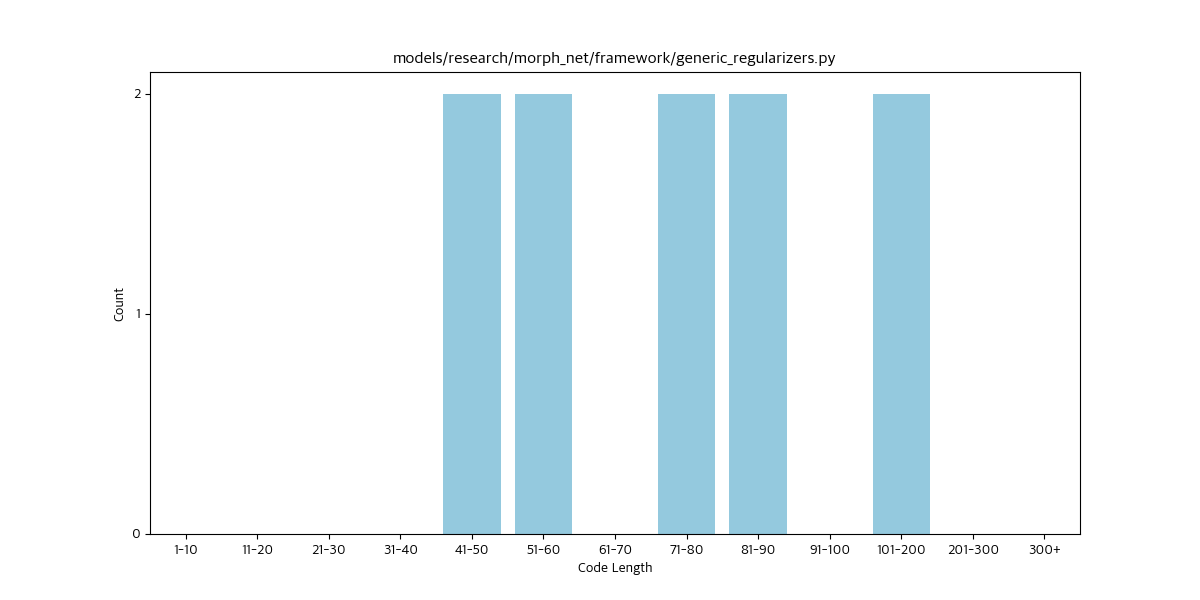 models/research/morph_net/framework/generic_regularizers.py
Count
2
1
0
1-10 11-20 21-30 31-40 41-50 51-60 61-70 71-80 81-90 91-100 101-200 201-300 300+
Code Length